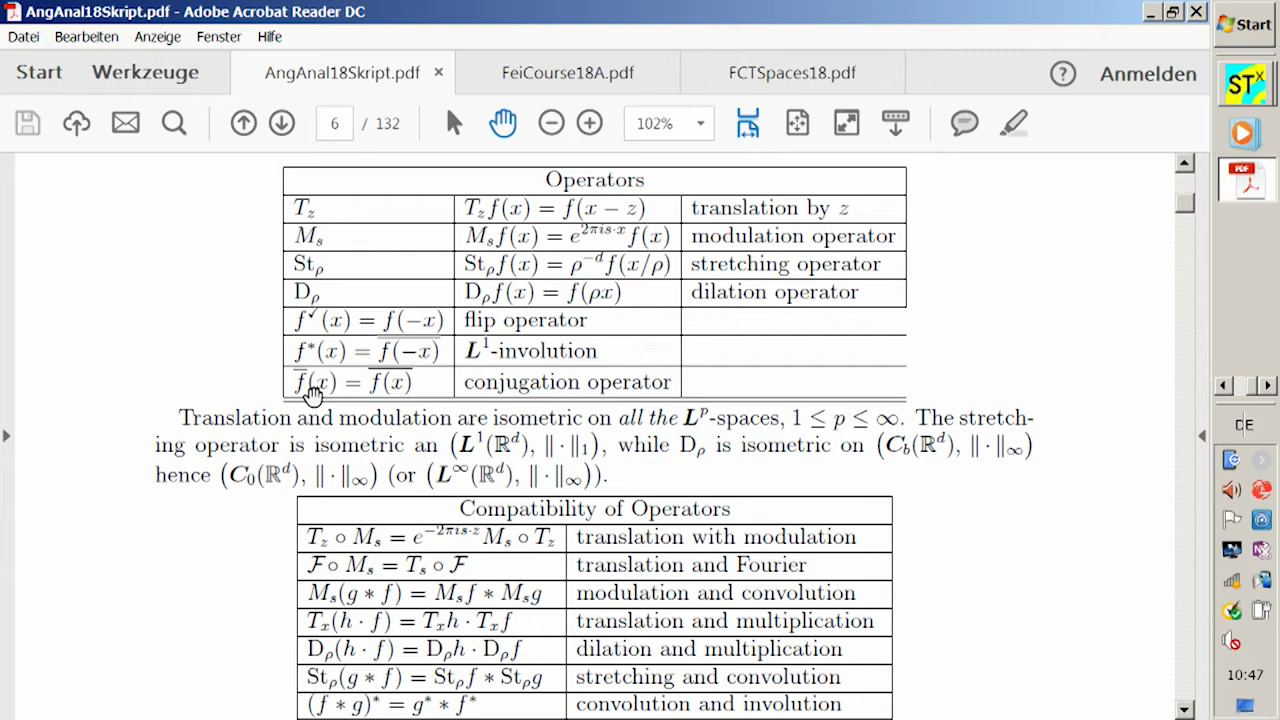 AngAnal18Skript.pdf - Adobe Acrobat Reader DC
Start
Datei Bearbeiten Anzeige Fenster Hilfe
Start Werkzeuge AngAnal18Skript.pdf × FeiCourse18A.pdf FCTSpaces18.pdf ? Anmelden
6 / 132 102%
Operators
T_z T_z f(x) = f(x − z) translation by z
M_s M_s f(x) = e^{2πis·x} f(x) modulation operator
St_ρ St_ρ f(x) = ρ^{−d} f(x/ρ) stretching operator
D_ρ D_ρ f(x) = f(ρx) dilation operator
f^✓(x) = f(−x) flip operator
f*(x) = \overline{f(−x)} L¹-involution
\overline{f}(x) = \overline{f(x)} conjugation operator
Translation and modulation are isometric on all the L^p-spaces, 1 ≤ p ≤ ∞. The stretch-
ing operator is isometric an (L¹(ℝ^d), ‖·‖₁), while D_ρ is isometric on (C_b(ℝ^d), ‖·‖_∞)
hence (C_0(ℝ^d), ‖·‖_∞) (or (L^∞(ℝ^d), ‖·‖_∞)).
Compatibility of Operators
T_z ∘ M_s = e^{−2πis·z} M_s ∘ T_z translation with modulation
ℱ ∘ M_s = T_s ∘ ℱ translation and Fourier
M_s(g * f) = M_s f * M_s g modulation and convolution
T_x(h · f) = T_x h · T_x f translation and multiplication
D_ρ(h · f) = D_ρ h · D_ρ f dilation and multiplication
St_ρ(g * f) = St_ρ f * St_ρ g stretching and convolution
(f * g)* = g* * f* convolution and involution
ST^x
PDF
DE
10:47